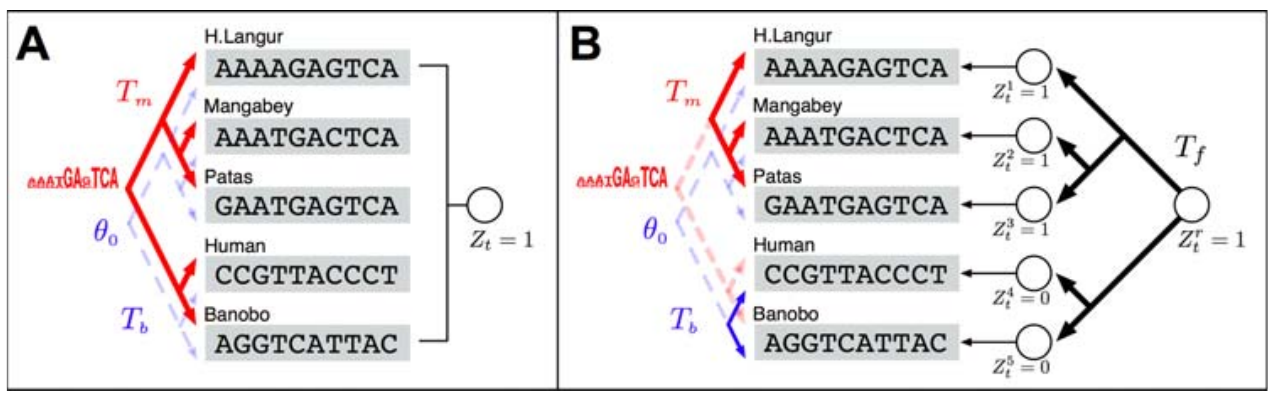 A
H.Langur
AAAAGAGTCA
T_m
Mangabey
AAATGACTCA
AAATGAGTCA
Patas
GAATGAGTCA
θ_0
Z_t = 1
Human
CCGTTACCCT
T_b
Banobo
AGGTCATTAC
B
H.Langur
AAAAGAGTCA
Z_t^1 = 1
T_m
Mangabey
AAATGACTCA
Z_t^2 = 1
T_f
AAATGAGTCA
Patas
GAATGAGTCA
Z_t^3 = 1
θ_0
Z_t^r = 1
Human
CCGTTACCCT
Z_t^4 = 0
T_b
Banobo
AGGTCATTAC
Z_t^5 = 0